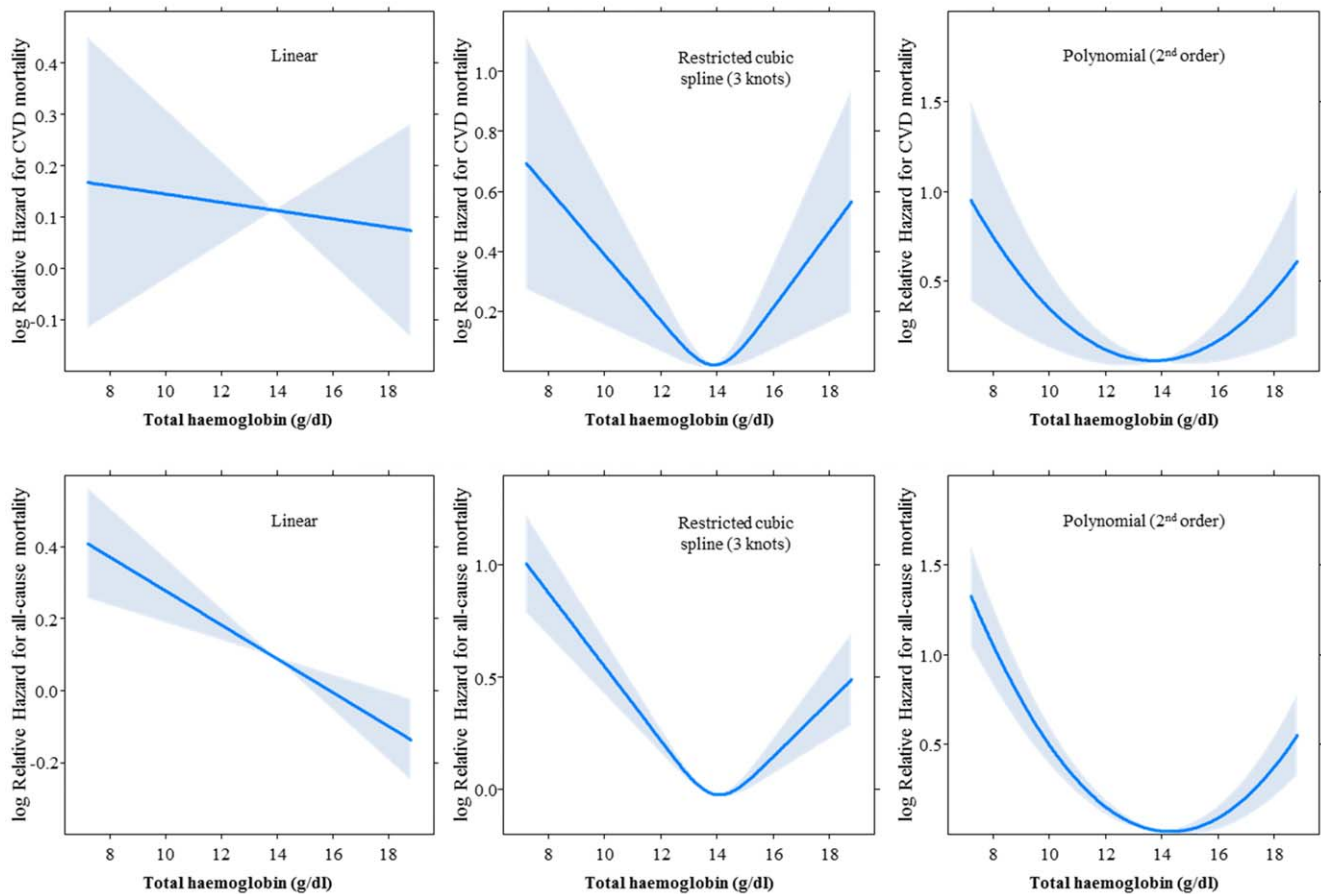 log Relative Hazard for CVD mortality
Linear
0.4
0.3
0.2
0.1
0.0
-0.1
8 10 12 14 16 18
Total haemoglobin (g/dl)
log Relative Hazard for CVD mortality
Restricted cubic
spline (3 knots)
1.0
0.8
0.6
0.4
0.2
8 10 12 14 16 18
Total haemoglobin (g/dl)
log Relative Hazard for CVD mortality
Polynomial (2nd order)
1.5
1.0
0.5
8 10 12 14 16 18
Total haemoglobin (g/dl)
log Relative Hazard for all-cause mortality
Linear
0.4
0.2
0.0
-0.2
8 10 12 14 16 18
Total haemoglobin (g/dl)
log Relative Hazard for all-cause mortality
Restricted cubic
spline (3 knots)
1.0
0.5
0.0
8 10 12 14 16 18
Total haemoglobin (g/dl)
log Relative Hazard for all-cause mortality
Polynomial (2nd order)
1.5
1.0
0.5
8 10 12 14 16 18
Total haemoglobin (g/dl)